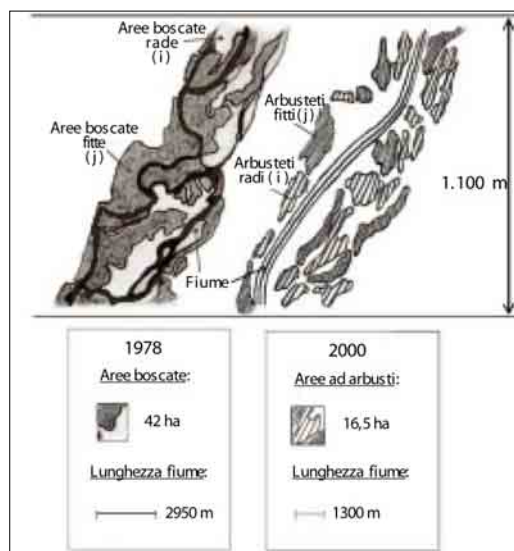 Aree boscate
rade
(i)
Aree boscate
fitte
(j)
Arbusteti
fitti (j)
Arbusteti
radi (i)
Fiume
1.100 m
1978
Aree boscate:
42 ha
Lunghezza fiume:
2950 m
2000
Aree ad arbusti:
16,5 ha
Lunghezza fiume:
1300 m